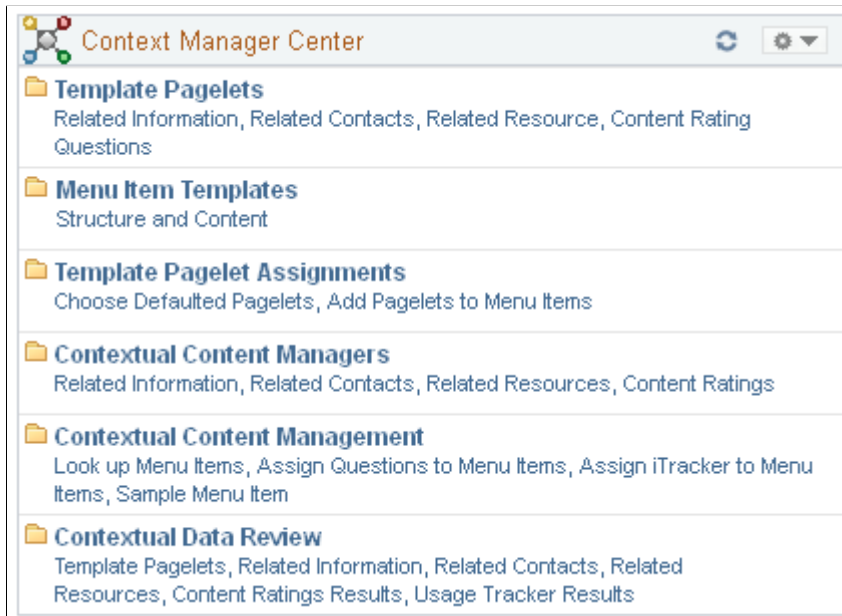 Context Manager Center
Template Pagelets
Related Information, Related Contacts, Related Resource, Content Rating
Questions
Menu Item Templates
Structure and Content
Template Pagelet Assignments
Choose Defaulted Pagelets, Add Pagelets to Menu Items
Contextual Content Managers
Related Information, Related Contacts, Related Resources, Content Ratings
Contextual Content Management
Look up Menu Items, Assign Questions to Menu Items, Assign iTracker to Menu
Items, Sample Menu Item
Contextual Data Review
Template Pagelets, Related Information, Related Contacts, Related
Resources, Content Ratings Results, Usage Tracker Results